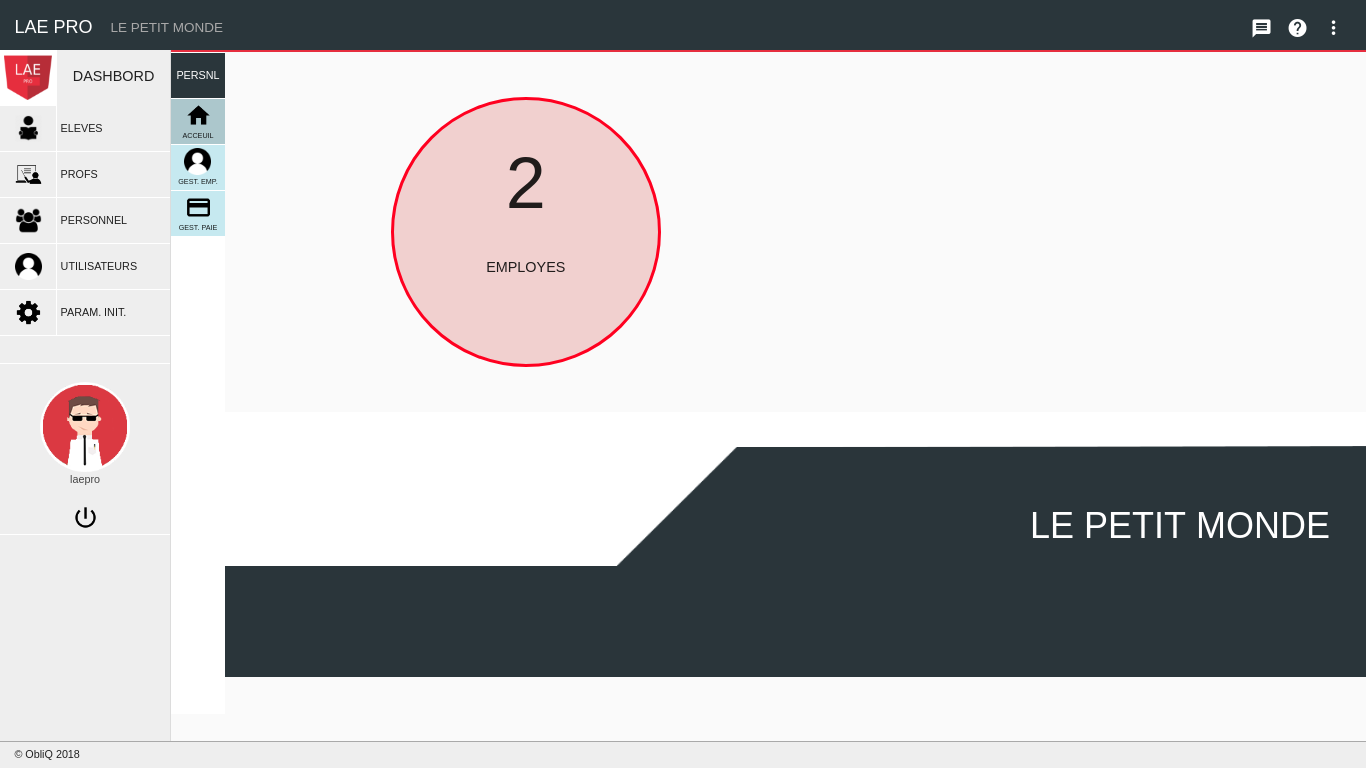 LAE PRO LE PETIT MONDE
LAE
PRO
DASHBORD
ELEVES
PROFS
PERSONNEL
UTILISATEURS
PARAM. INIT.
laepro
PERSNL
ACCEUIL
GEST. EMP.
GEST. PAIE
2
EMPLOYES
LE PETIT MONDE
© ObliQ 2018